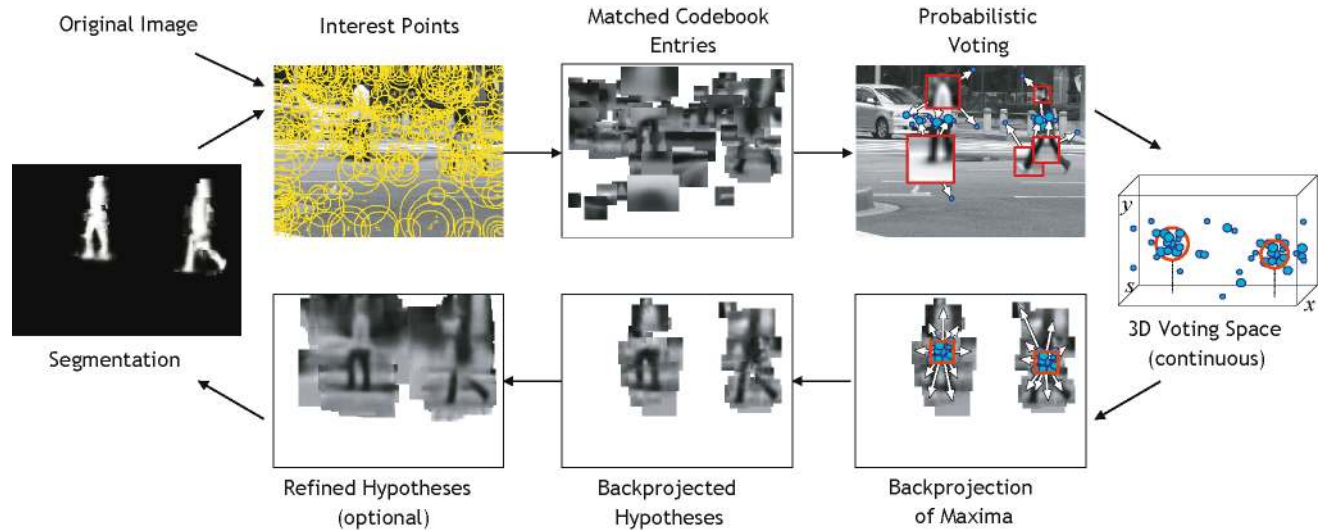 Original Image
Interest Points
Matched Codebook
Entries
Probabilistic
Voting
y
s
x
3D Voting Space
(continuous)
Segmentation
Refined Hypotheses
(optional)
Backprojected
Hypotheses
Backprojection
of Maxima